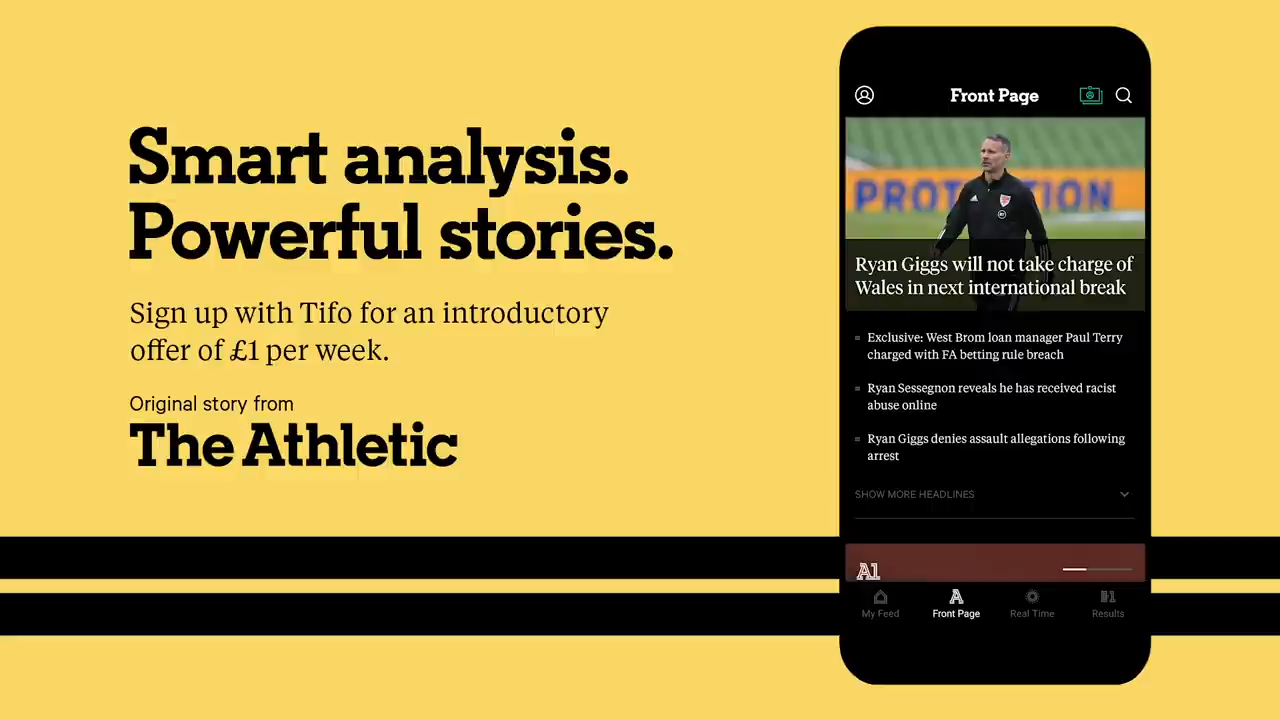 Smart analysis.
Powerful stories.
Sign up with Tifo for an introductory
offer of £1 per week.
Original story from
The Athletic
Front Page
PROTECTION
Ryan Giggs will not take charge of
Wales in next international break
Exclusive: West Brom loan manager Paul Terry
charged with FA betting rule breach
Ryan Sessegnon reveals he has received racist
abuse online
Ryan Giggs denies assault allegations following
arrest
SHOW MORE HEADLINES
A1
My Feed
Front Page
Real Time
Results